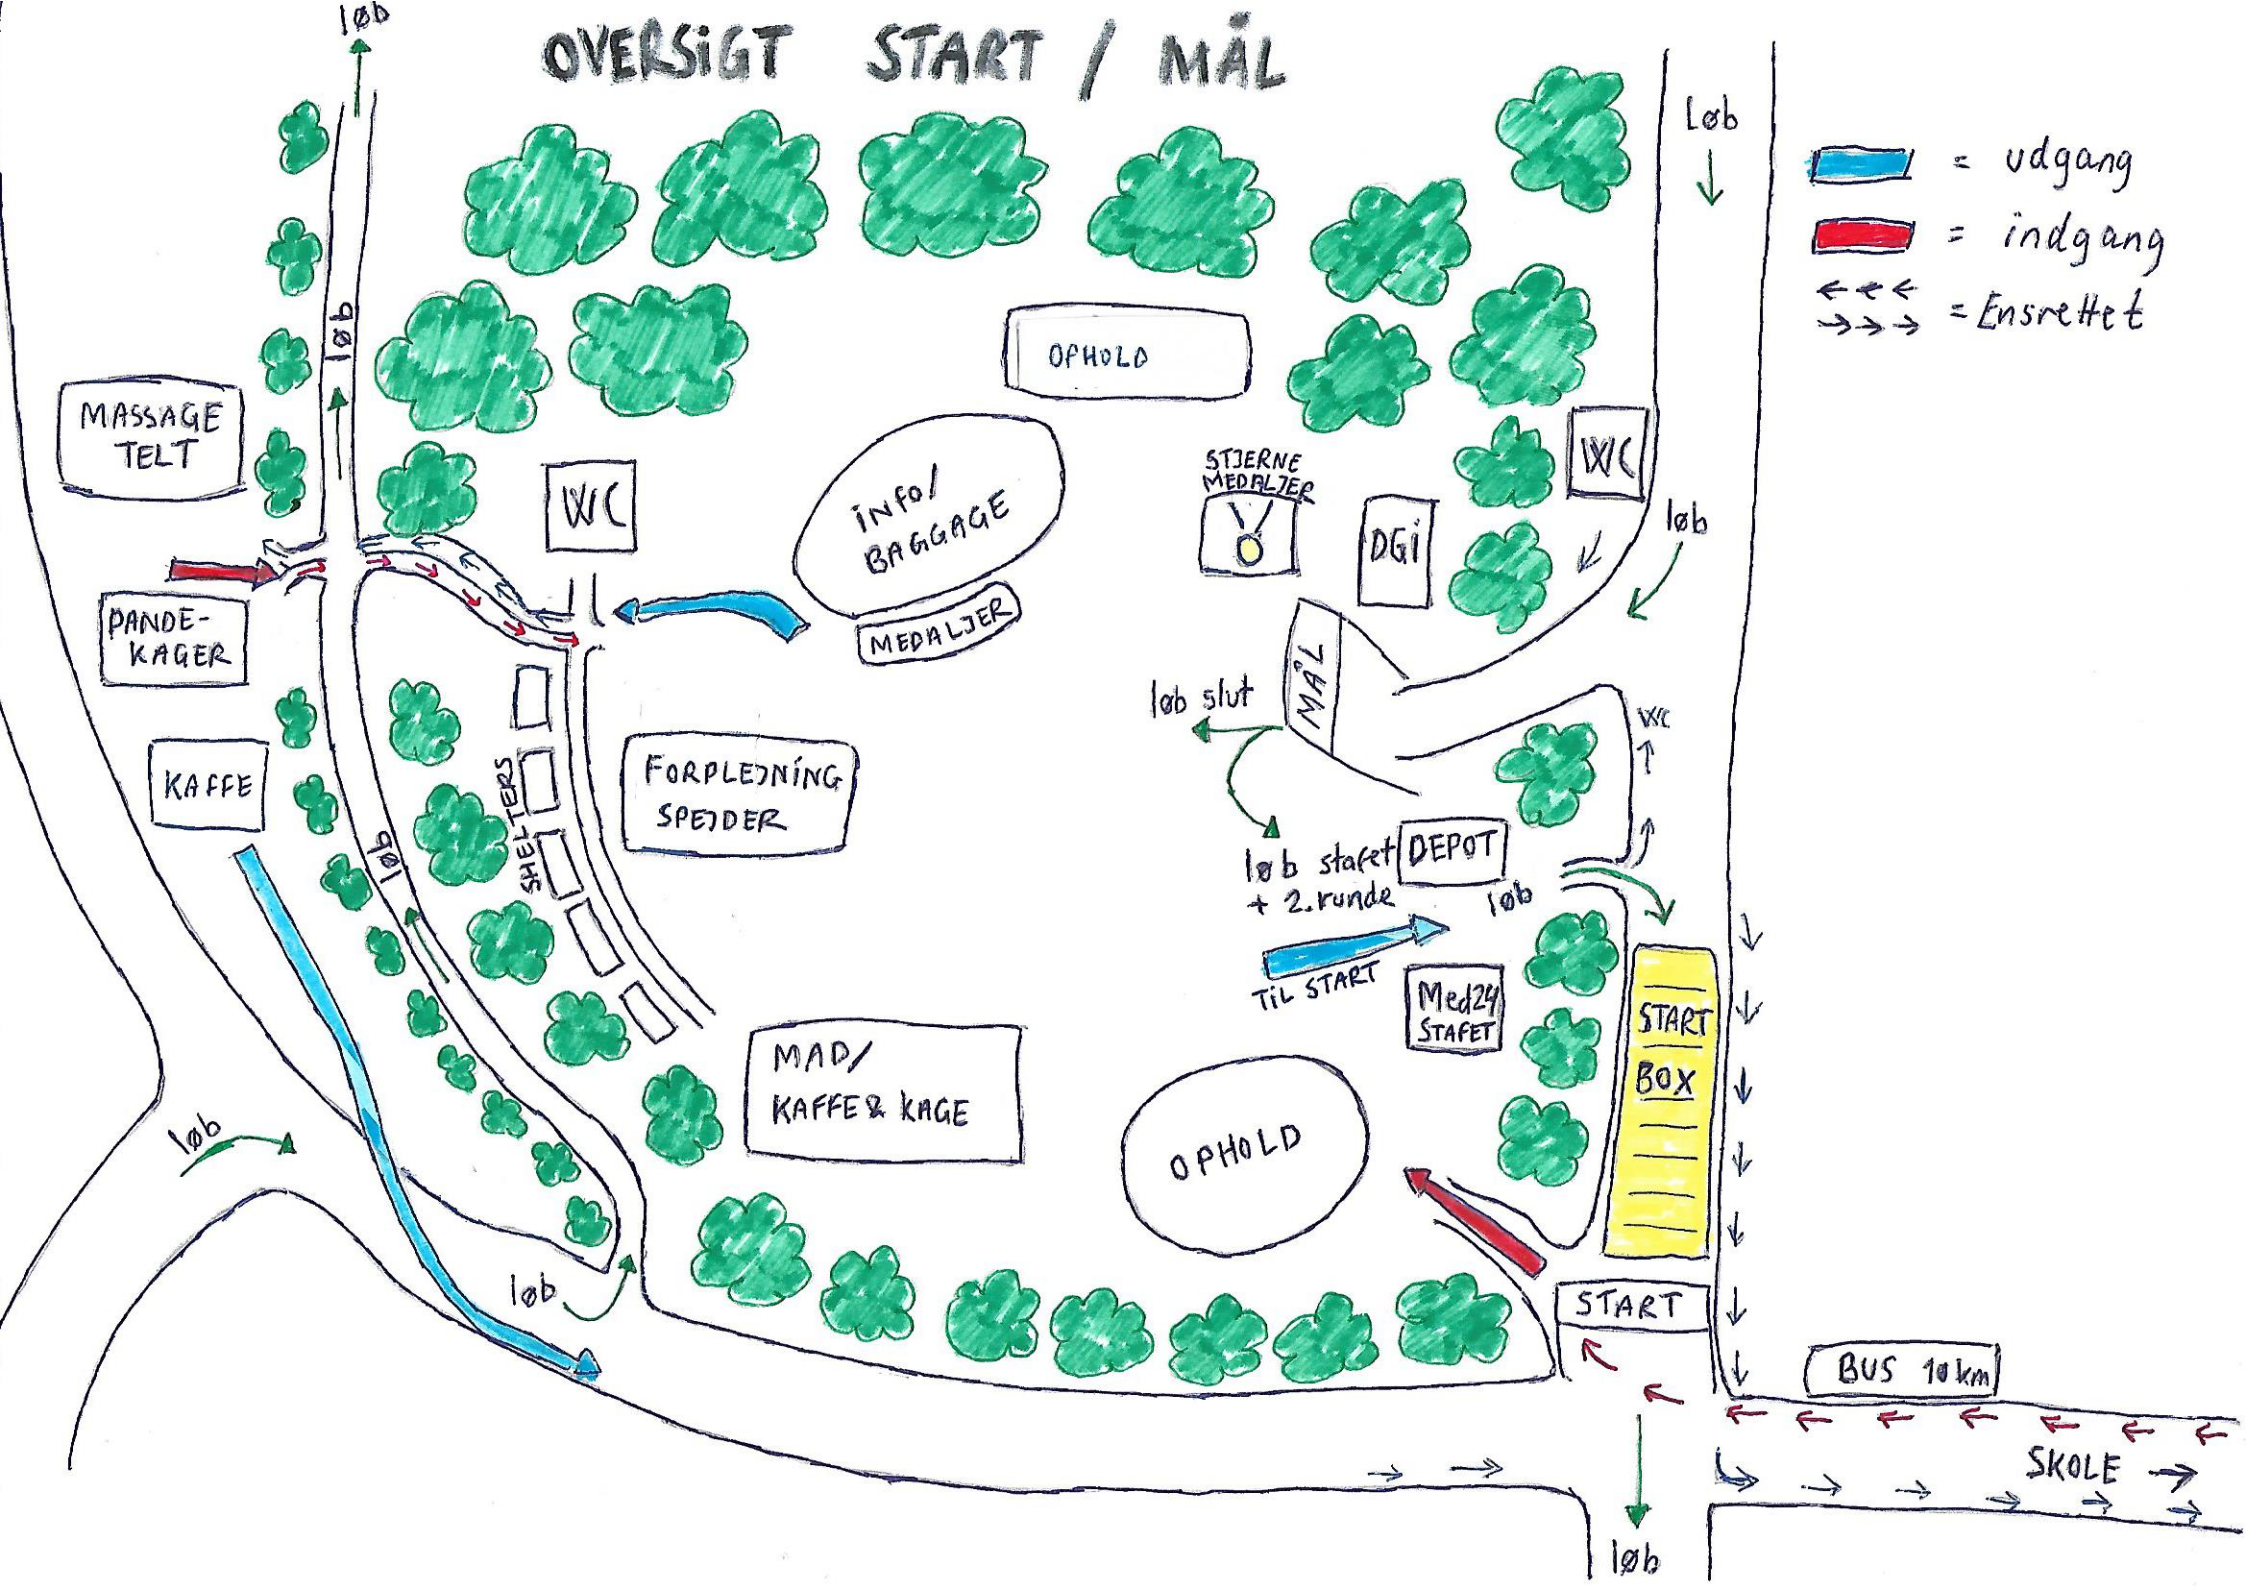 løb
OVERSIGT START / MÅL
løb
= udgang
= indgang
= Ensrettet
løb
OPHOLD
MASSAGE
TELT
WC
INFO/
BAGGAGE
MEDALJER
STJERNE
MEDALJER
DGI
WC
løb
PANDE-
KAGER
MÅL
løb slut
WC
KAFFE
SHELTERS
FORPLEJNING
SPEJDER
løb
løb stafet
+ 2. runde
DEPOT
løb
TIL START
Med24
STAFET
START
BOX
MAD/
KAFFE & KAGE
OPHOLD
løb
løb
START
BUS 10km
SKOLE
løb